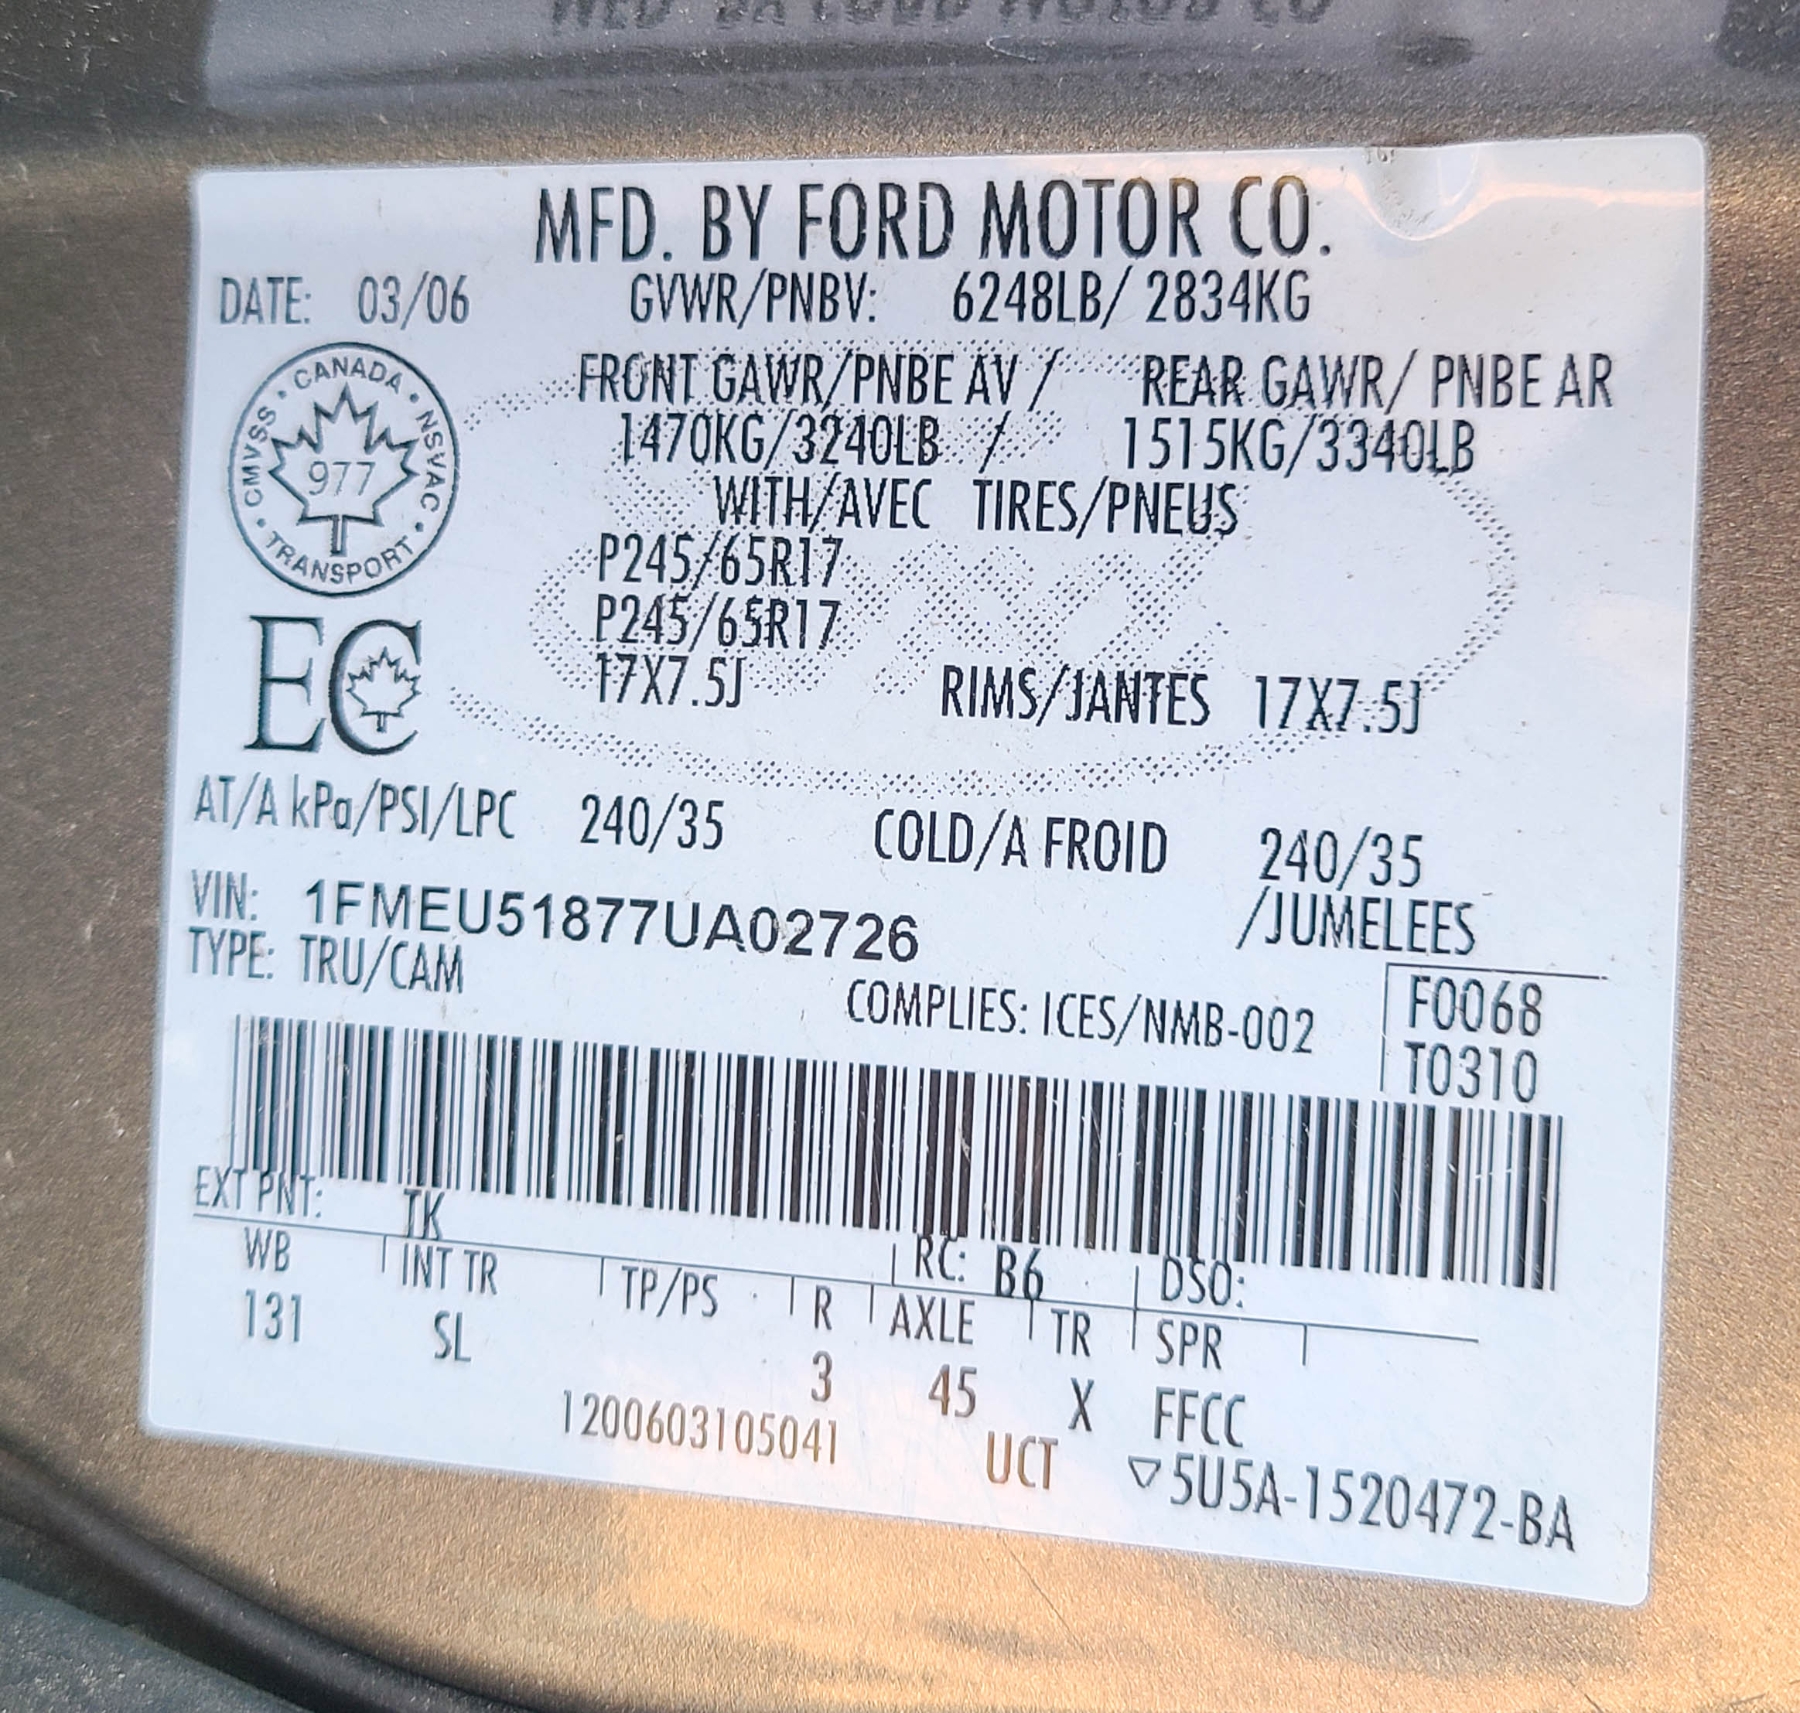 MFD. BY FORD MOTOR CO.
DATE: 03/06 GVWR/PNBV: 6248LB/ 2834KG
FRONT GAWR/PNBE AV / REAR GAWR/ PNBE AR
1470KG/3240LB / 1515KG/3340LB
WITH/AVEC TIRES/PNEUS
P245/65R17
P245/65R17
17X7.5J RIMS/JANTES 17X7.5J
CANADA · NSVAC · TRANSPORT · CMVSS ·
977
EC
AT/A kPa/PSI/LPC 240/35 COLD/A FROID 240/35
VIN: 1FMEU51877UA02726 /JUMELEES
TYPE: TRU/CAM
COMPLIES: ICES/NMB-002 F0068
T0310
EXT PNT: TK RC: B6 DSO:
WB INT TR TP/PS R AXLE TR SPR
131 SL 3 45 X FFCC
1200603105041 UCT ▽5U5A-1520472-BA